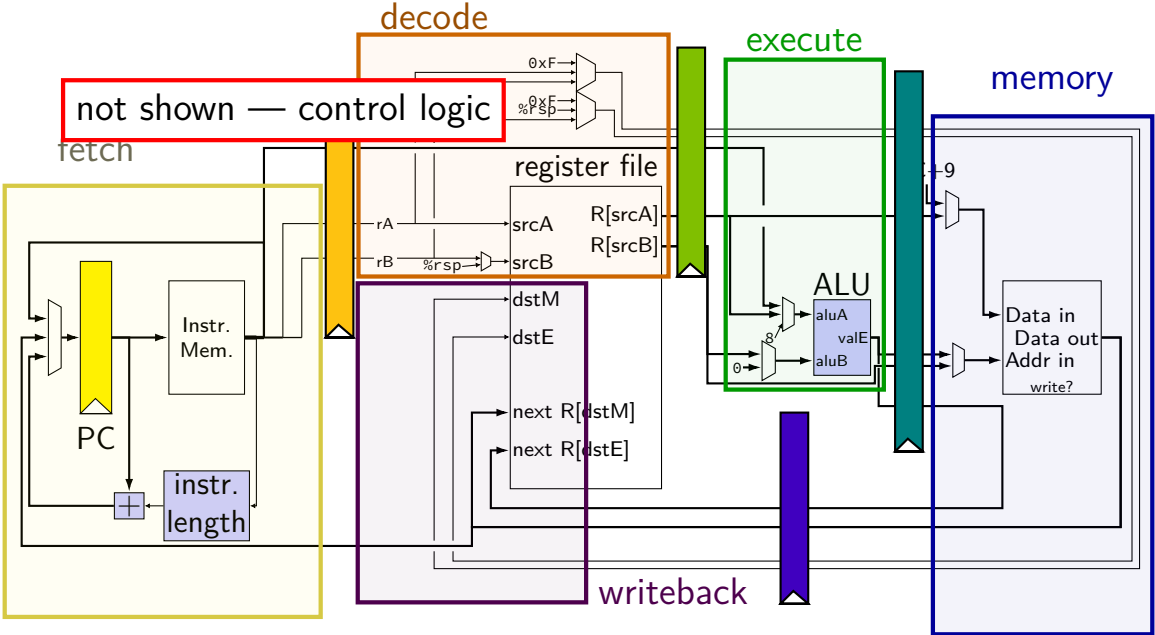 decode
execute
memory
not shown — control logic
fetch
0xF
0xF
%rsp
register file
+9
rA
srcA
R[srcA]
R[srcB]
rB
%rsp
srcB
dstM
dstE
ALU
aluA
valE
aluB
8
0
Instr.
Mem.
PC
Data in
Data out
Addr in
write?
next R[dstM]
next R[dstE]
+
instr.
length
writeback